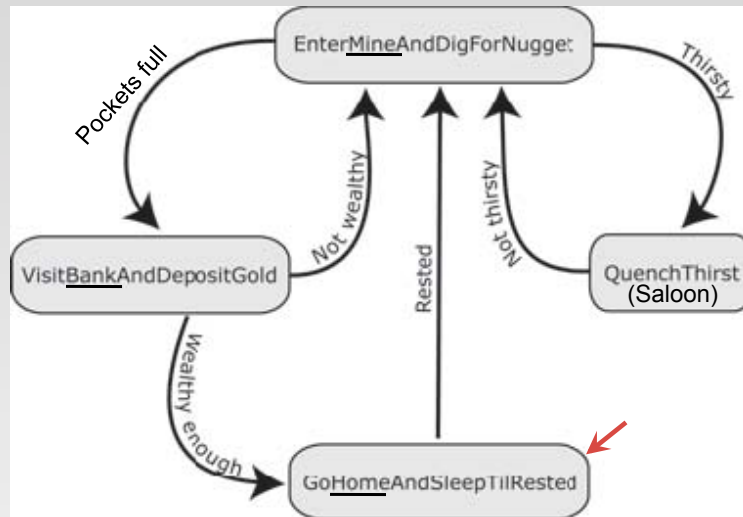 EnterMineAndDigForNugget
Pockets full
Thirsty
Not wealthy
Not thirsty
VisitBankAndDepositGold
Rested
QuenchThirst
(Saloon)
Wealthy enough
GoHomeAndSleepTilRested